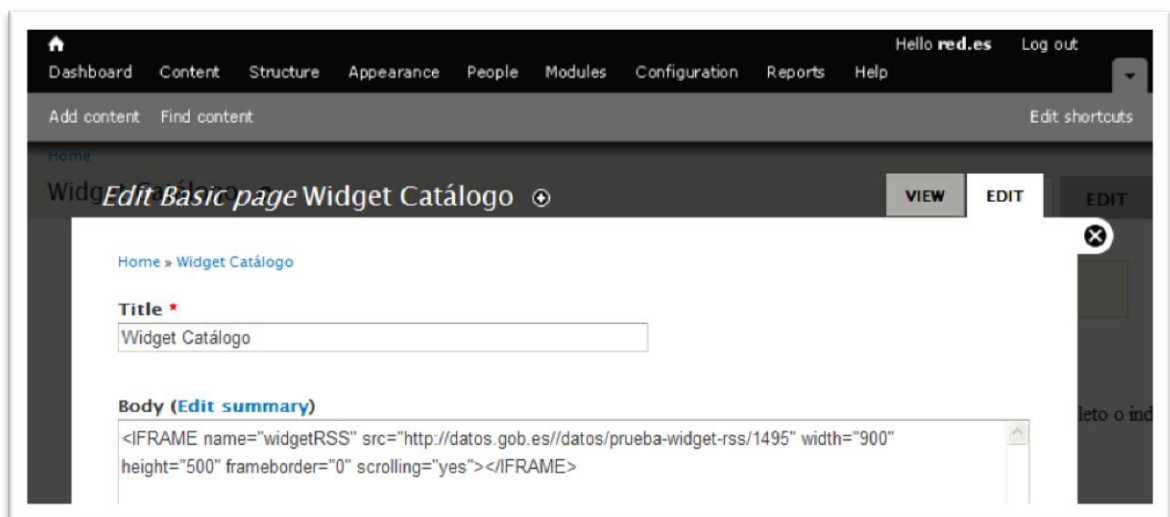 Hello red.es Log out
Dashboard Content Structure Appearance People Modules Configuration Reports Help
Add content Find content Edit shortcuts
Home
Edit Basic page Widget Catálogo
VIEW EDIT EDIT
Home » Widget Catálogo
Title *
Widget Catálogo
Body (Edit summary)
<IFRAME name="widgetRSS" src="http://datos.gob.es//datos/prueba-widget-rss/1495" width="900"
height="500" frameborder="0" scrolling="yes"></IFRAME>
leto o ind